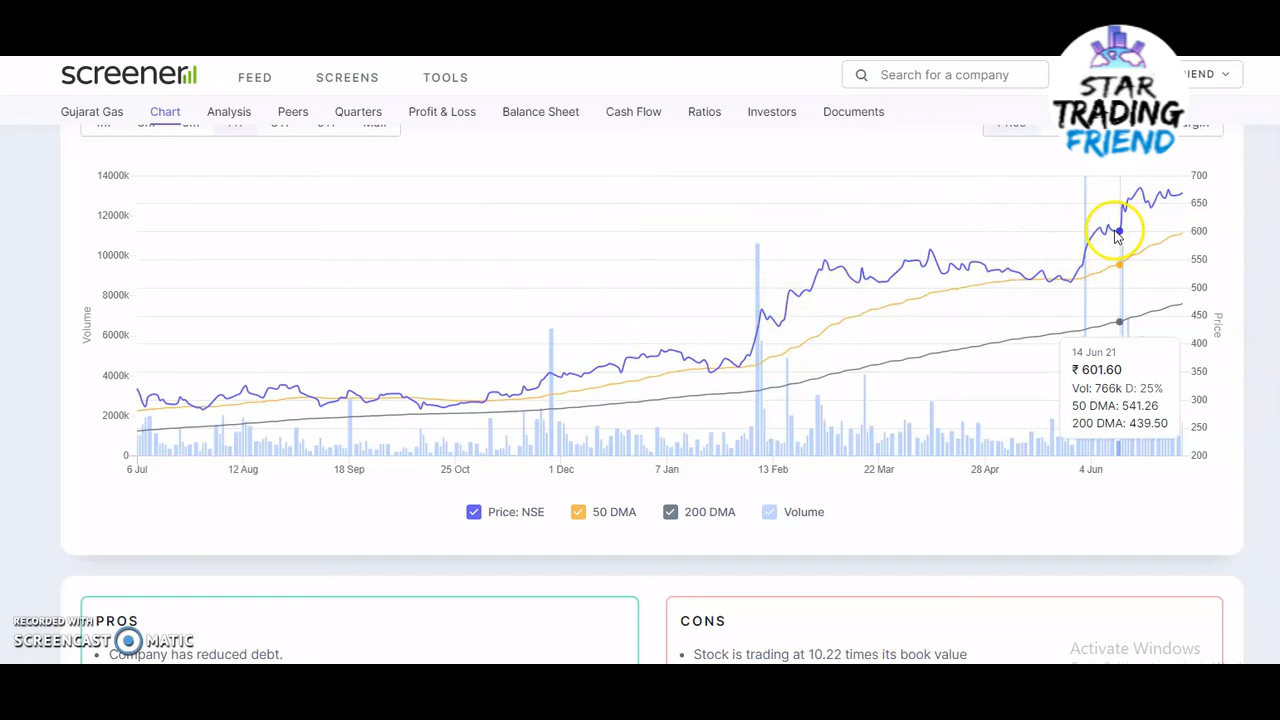 screener FEED SCREENS TOOLS Search for a company IEND
STAR
TRADING
FRIEND
Gujarat Gas Chart Analysis Peers Quarters Profit & Loss Balance Sheet Cash Flow Ratios Investors Documents
14000k 700
650
12000k
600
10000k
550
8000k 500
450
6000k
Volume Price
400
4000k
350
300
2000k
250
0 200
14 Jun 21
₹ 601.60
Vol: 766k D: 25%
50 DMA: 541.26
200 DMA: 439.50
6 Jul 12 Aug 18 Sep 25 Oct 1 Dec 7 Jan 13 Feb 22 Mar 28 Apr 4 Jun
Price: NSE 50 DMA 200 DMA Volume
PROS CONS
RECORDED WITH
SCREENCAST MATIC
• Company has reduced debt. • Stock is trading at 10.22 times its book value
Activate Windows